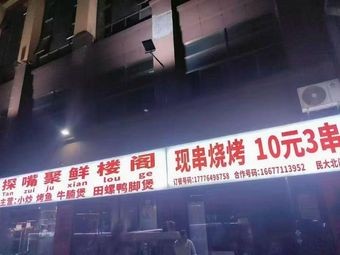 探嘴聚鲜楼阁
Tan zui ju xian lou ge
主营:小炒 烤鱼 牛腩煲 田螺鸭脚煲
现串烧烤 10元3串
订餐号码:17776498758 合作号码:16677113952 民大北